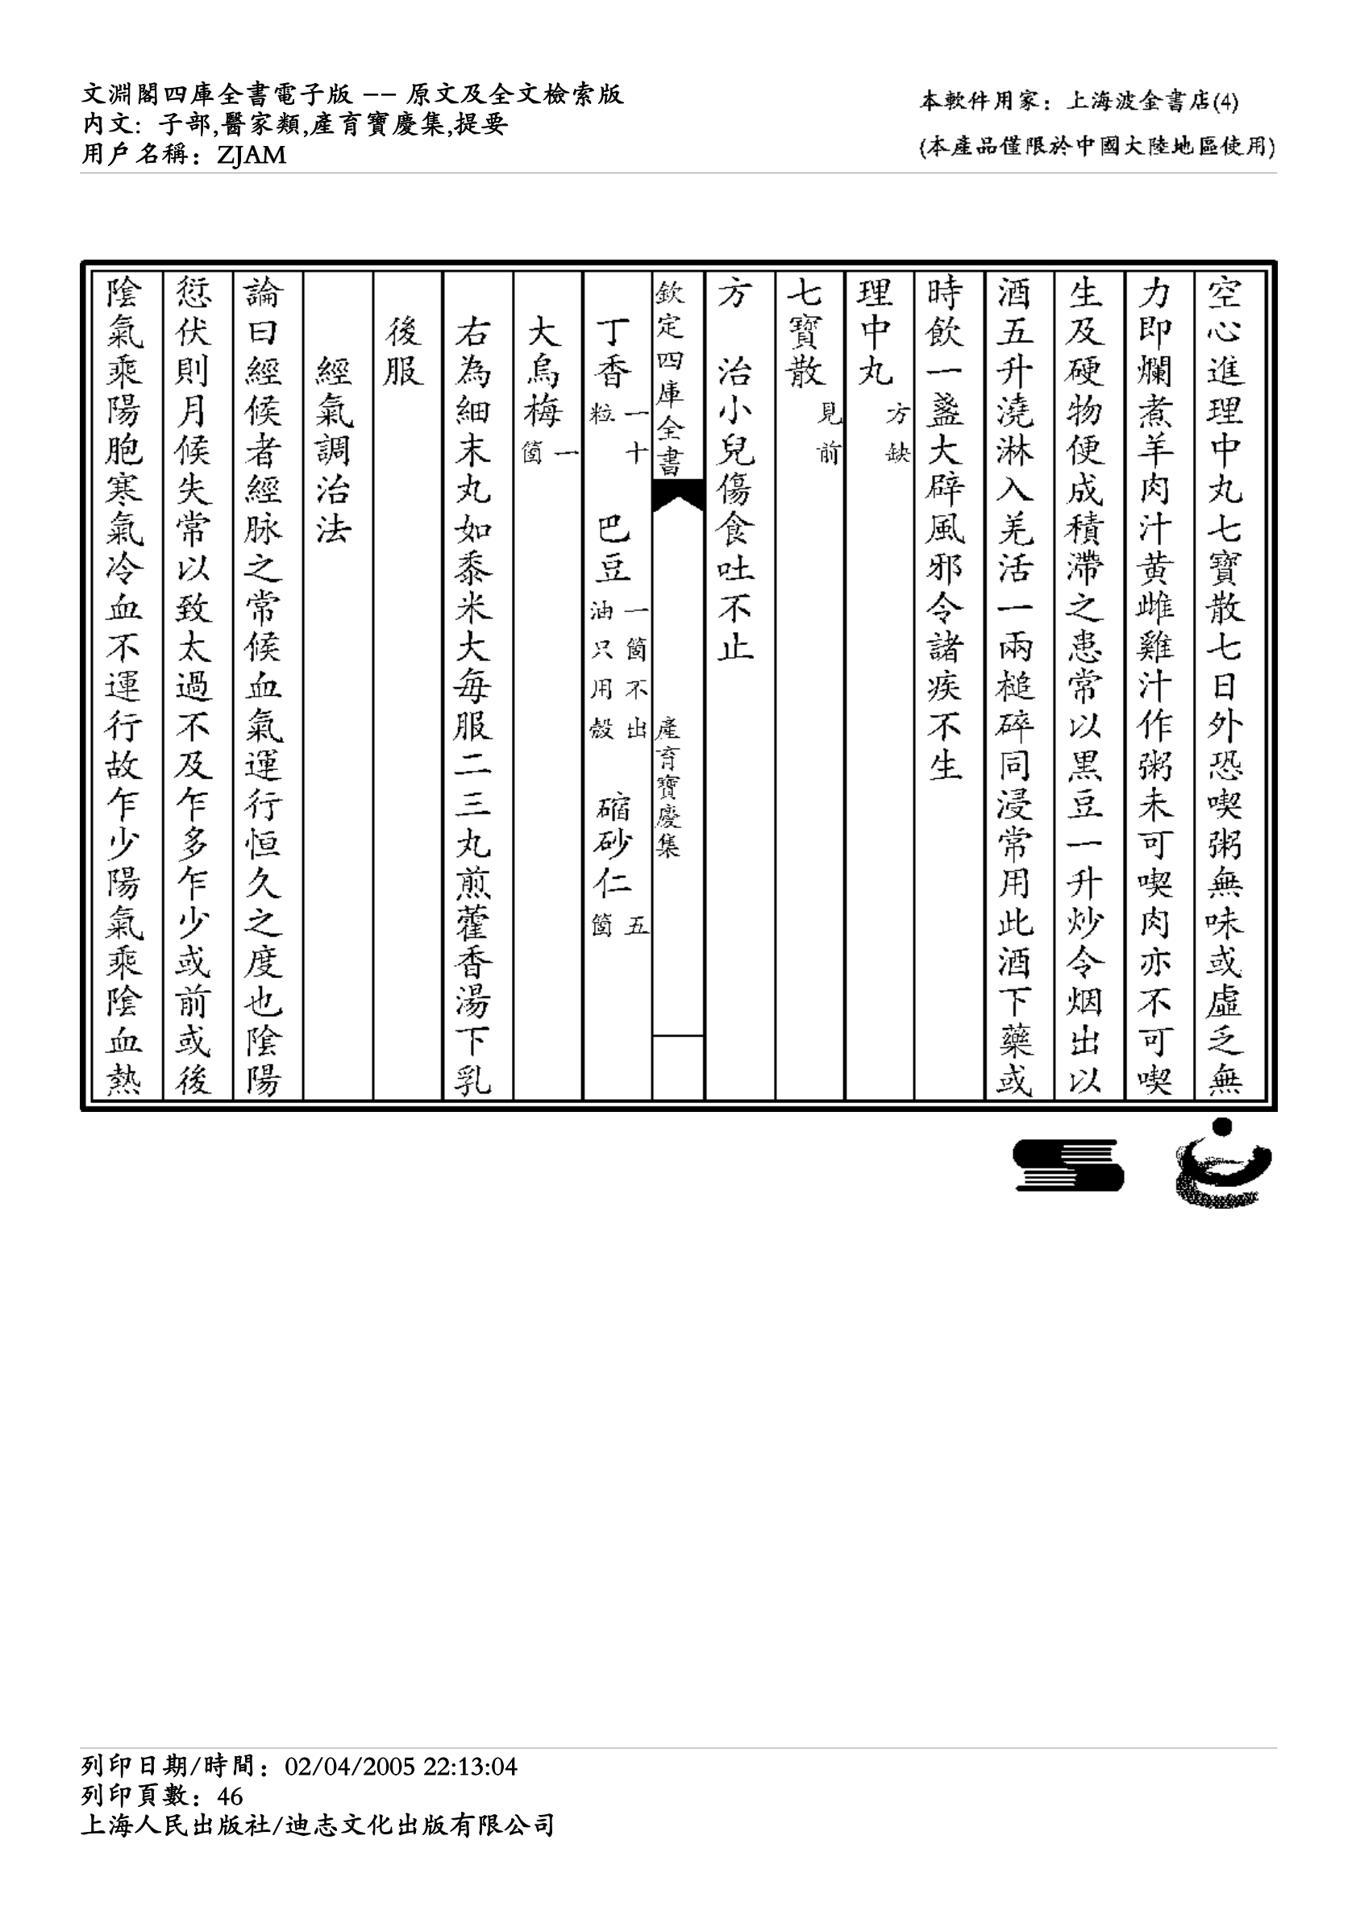 文淵閣四庫全書電子版 -- 原文及全文檢索版
內文: 子部,醫家類,產育寶慶集,提要
用戶名稱: ZJAM
本軟件用家: 上海波金書店(4)
(本產品僅限於中國大陸地區使用)
空心進理中丸七寶散七日外恐喫粥無味或虛乏無
力即爛煮羊肉汁黄雌雞汁作粥未可喫肉亦不可喫
生及硬物便成積滯之患常以黒豆一升炒令烟出以
酒五升澆淋入羌活一兩槌碎同浸常用此酒下藥或
時飲一盞大辟風邪令諸疾不生
理中丸方缺
七寶散見前
方　治小兒傷食吐不止
欽定四庫全書　產育寶慶集
丁香一十粒　巴豆一箇不出油只用殼　硇砂仁五箇
大烏梅一箇
右為細末丸如黍米大每服二三丸煎藿香湯下乳
後服
經氣調治法
論曰經候者經脉之常候血氣運行恒久之度也陰陽
愆伏則月候失常以致太過不及乍多乍少或前或後
陰氣乘陽胞寒氣冷血不運行故乍少陽氣乘陰血熱
列印日期/時間: 02/04/2005 22:13:04
列印頁數: 46
上海人民出版社/迪志文化出版有限公司